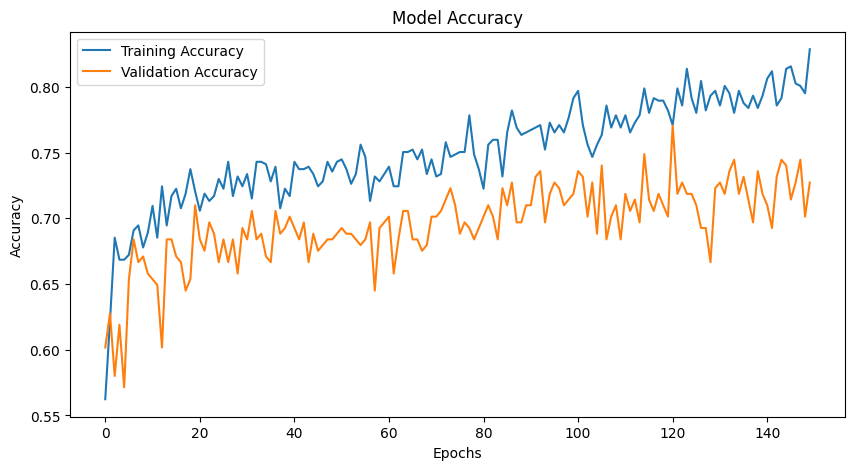 Model Accuracy
Training Accuracy
Validation Accuracy
0.80
0.75
0.70
0.65
0.60
0.55
Accuracy
0 20 40 60 80 100 120 140
Epochs